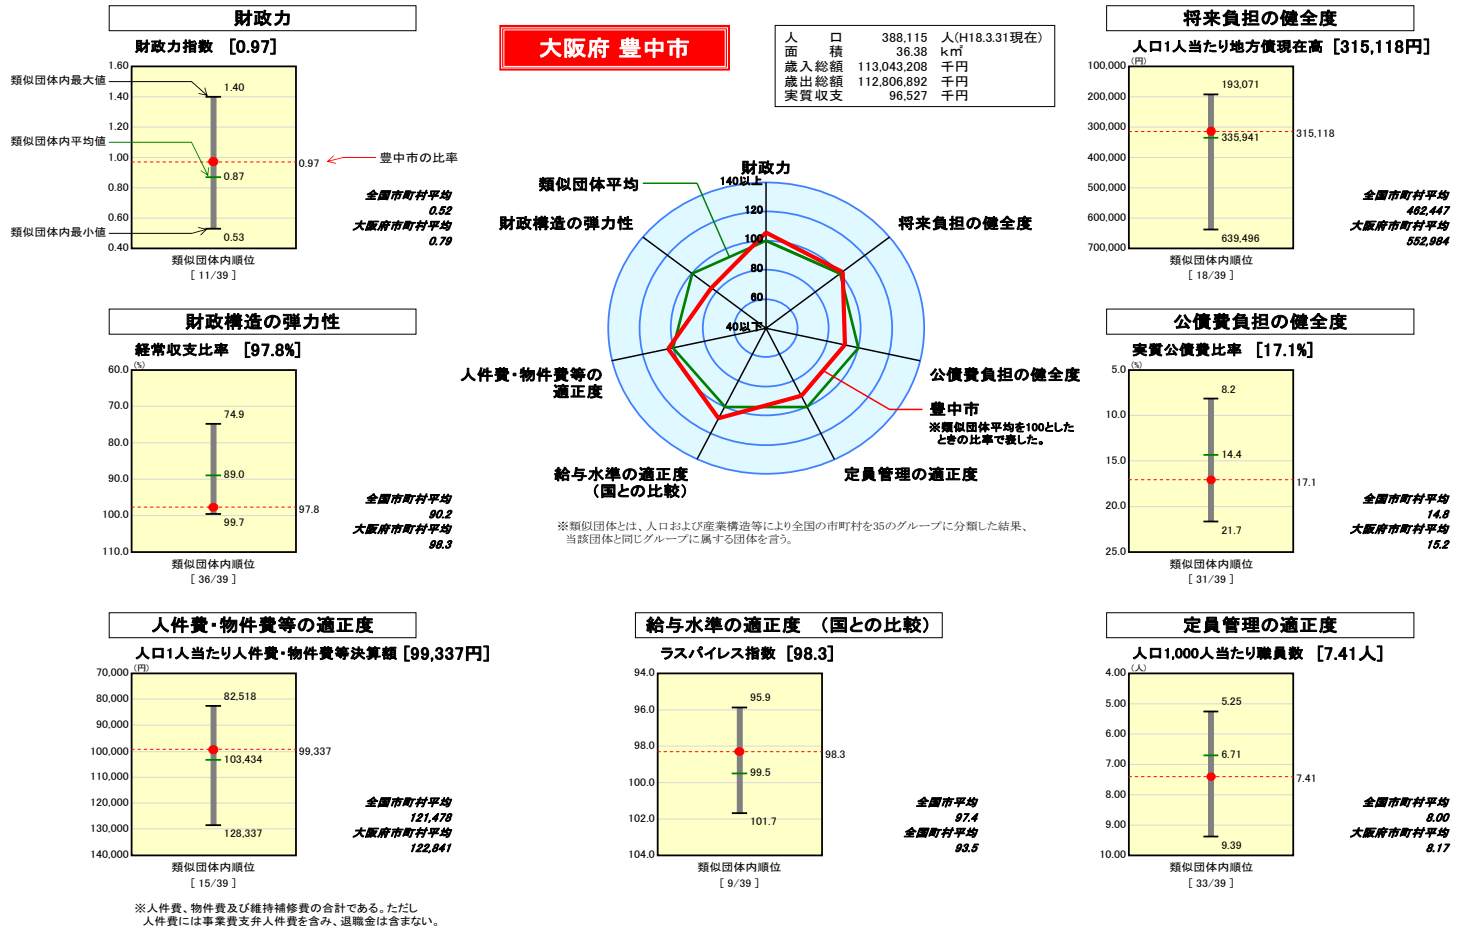 財政力
財政力指数 [0.97]
1.60
1.40
1.20
1.00
0.80
0.60
0.40
類似団体内最大値
類似団体内平均値
類似団体内最小値
1.40
0.87
0.53
0.97
豊中市の比率
全国市町村平均
0.52
大阪府市町村平均
0.79
類似団体内順位
[ 11/39 ]
大阪府 豊中市
人 口 388,115 人(H18.3.31現在)
面 積 36.38 k㎡
歳入総額 113,043,208 千円
歳出総額 112,806,892 千円
実質収支 96,527 千円
将来負担の健全度
人口1人当たり地方債現在高 [315,118円]
(円)
100,000
200,000
300,000
400,000
500,000
600,000
700,000
193,071
335,941
639,496
315,118
全国市町村平均
462,447
大阪府市町村平均
552,984
類似団体内順位
[ 18/39 ]
財政力
140以上
120
100
80
60
40以下
類似団体平均
財政構造の弾力性
将来負担の健全度
人件費・物件費等の
適正度
公債費負担の健全度
豊中市
※類似団体平均を100とした
ときの比率で表した。
給与水準の適正度
(国との比較)
定員管理の適正度
※類似団体とは、人口および産業構造等により全国の市町村を35のグループに分類した結果、
当該団体と同じグループに属する団体を言う。
財政構造の弾力性
経常収支比率 [97.8%]
(%)
60.0
70.0
80.0
90.0
100.0
110.0
74.9
89.0
99.7
97.8
全国市町村平均
90.2
大阪府市町村平均
98.3
類似団体内順位
[ 36/39 ]
公債費負担の健全度
実質公債費比率 [17.1%]
(%)
5.0
10.0
15.0
20.0
25.0
8.2
14.4
21.7
17.1
全国市町村平均
14.8
大阪府市町村平均
15.2
類似団体内順位
[ 31/39 ]
人件費・物件費等の適正度
人口1人当たり人件費・物件費等決算額 [99,337円]
(円)
70,000
80,000
90,000
100,000
110,000
120,000
130,000
140,000
82,518
103,434
128,337
99,337
全国市町村平均
121,478
大阪府市町村平均
122,841
類似団体内順位
[ 15/39 ]
※人件費、物件費及び維持補修費の合計である。ただし
人件費には事業費支弁人件費を含み、退職金は含まない。
給与水準の適正度 (国との比較)
ラスパイレス指数 [98.3]
94.0
96.0
98.0
100.0
102.0
104.0
95.9
99.5
101.7
98.3
全国市平均
97.4
全国町村平均
93.5
類似団体内順位
[ 9/39 ]
定員管理の適正度
人口1,000人当たり職員数 [7.41人]
(人)
4.00
5.00
6.00
7.00
8.00
9.00
10.00
5.25
6.71
9.39
7.41
全国市町村平均
8.00
大阪府市町村平均
8.17
類似団体内順位
[ 33/39 ]